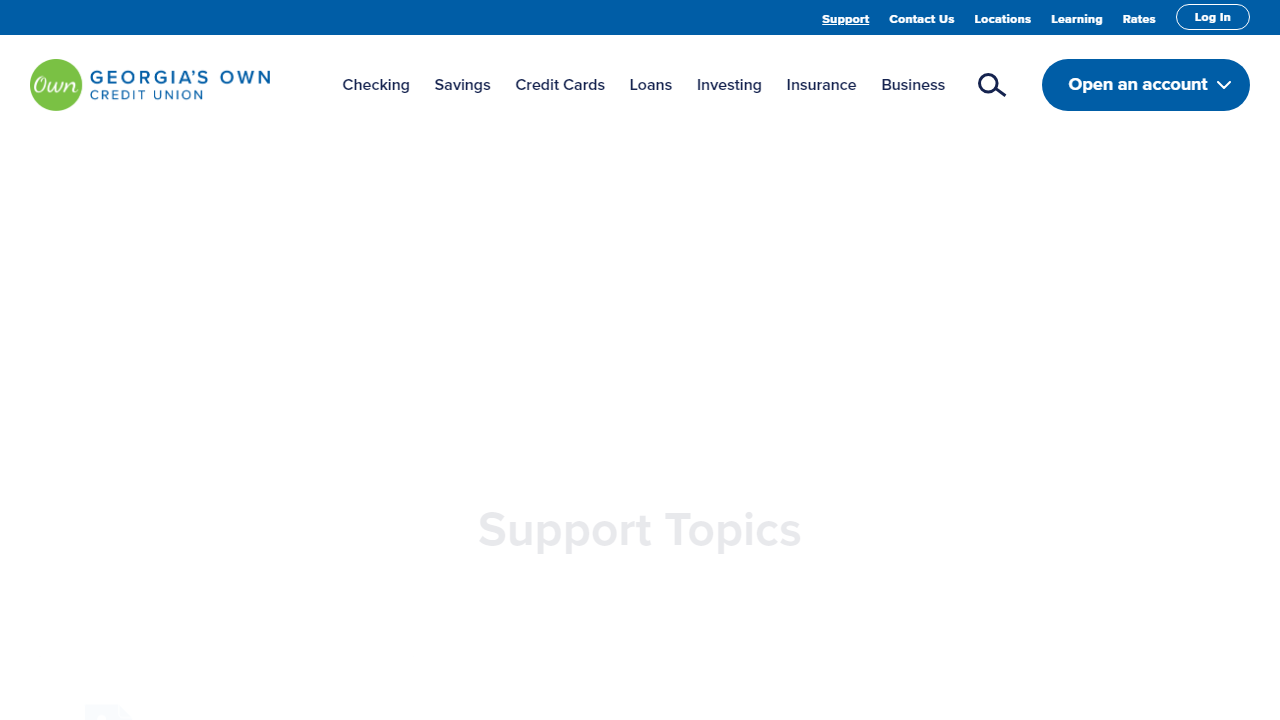 Support Contact Us Locations Learning Rates Log In
Own GEORGIA'S OWN
CREDIT UNION
Checking Savings Credit Cards Loans Investing Insurance Business Open an account
Support Topics